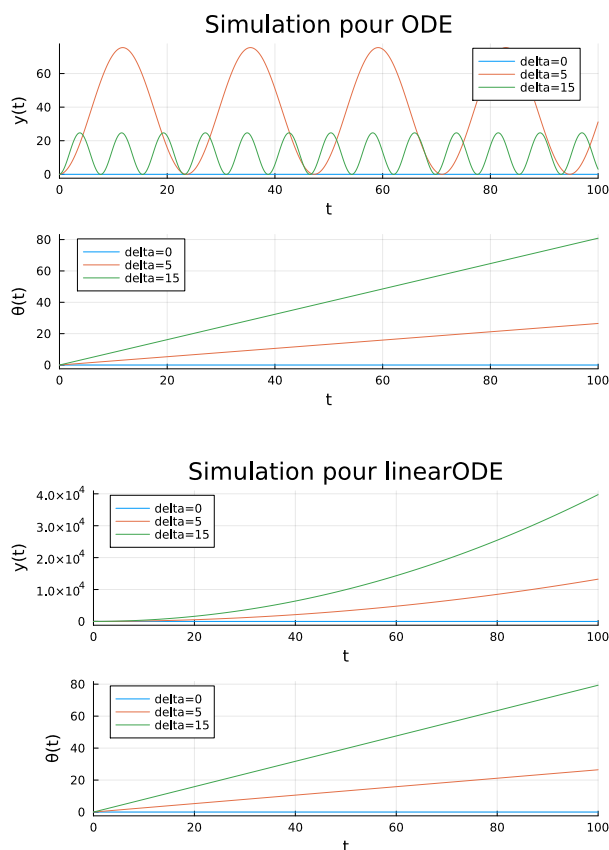 Simulation pour ODE
y(t)
60
40
20
0
delta=0
delta=5
delta=15
0 20 40 60 80 100
t
θ(t)
80
60
40
20
0
delta=0
delta=5
delta=15
0 20 40 60 80 100
t
Simulation pour linearODE
y(t)
4.0×10⁴
3.0×10⁴
2.0×10⁴
1.0×10⁴
0
delta=0
delta=5
delta=15
0 20 40 60 80 100
t
θ(t)
80
60
40
20
0
delta=0
delta=5
delta=15
0 20 40 60 80 100
t